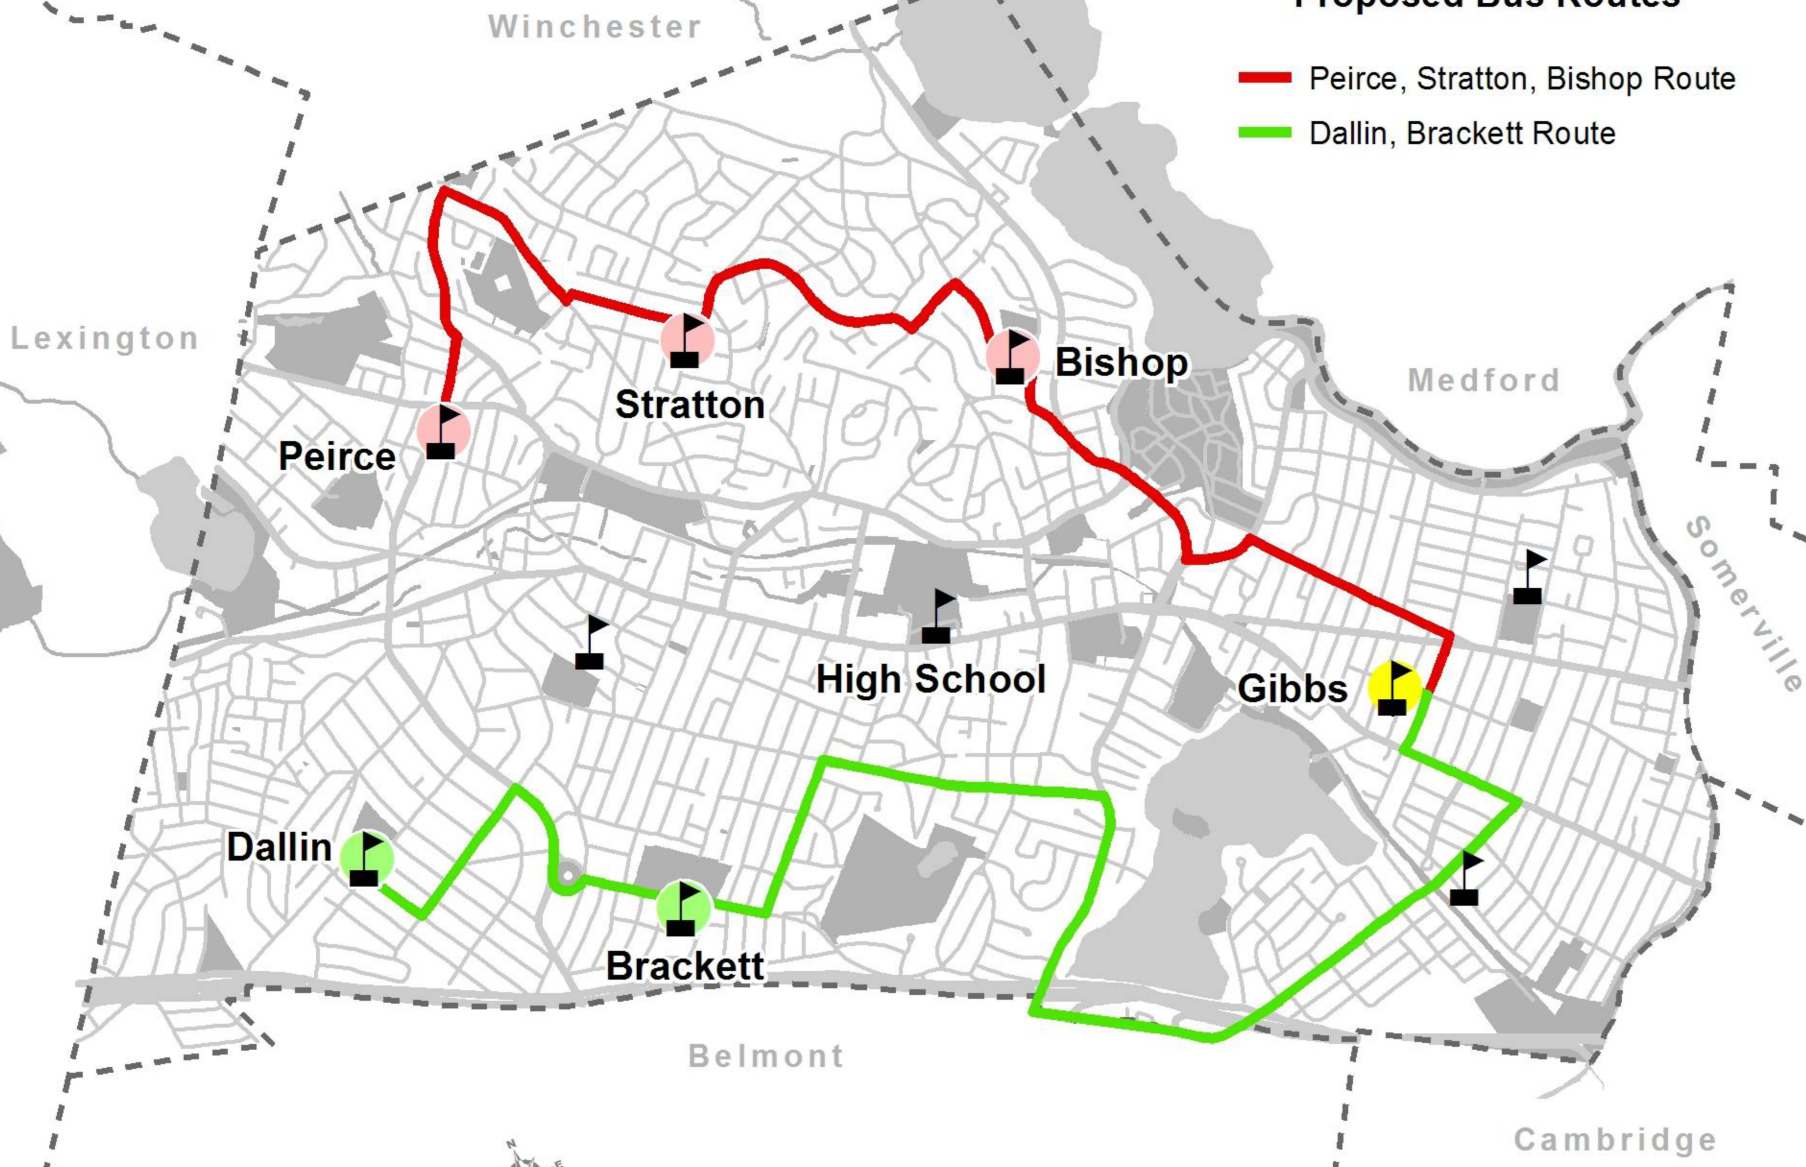 Proposed Bus Routes
Winchester
Peirce, Stratton, Bishop Route
Dallin, Brackett Route
Lexington
Bishop
Medford
Stratton
Peirce
Somerville
High School
Gibbs
Dallin
Brackett
Belmont
Cambridge
N
E